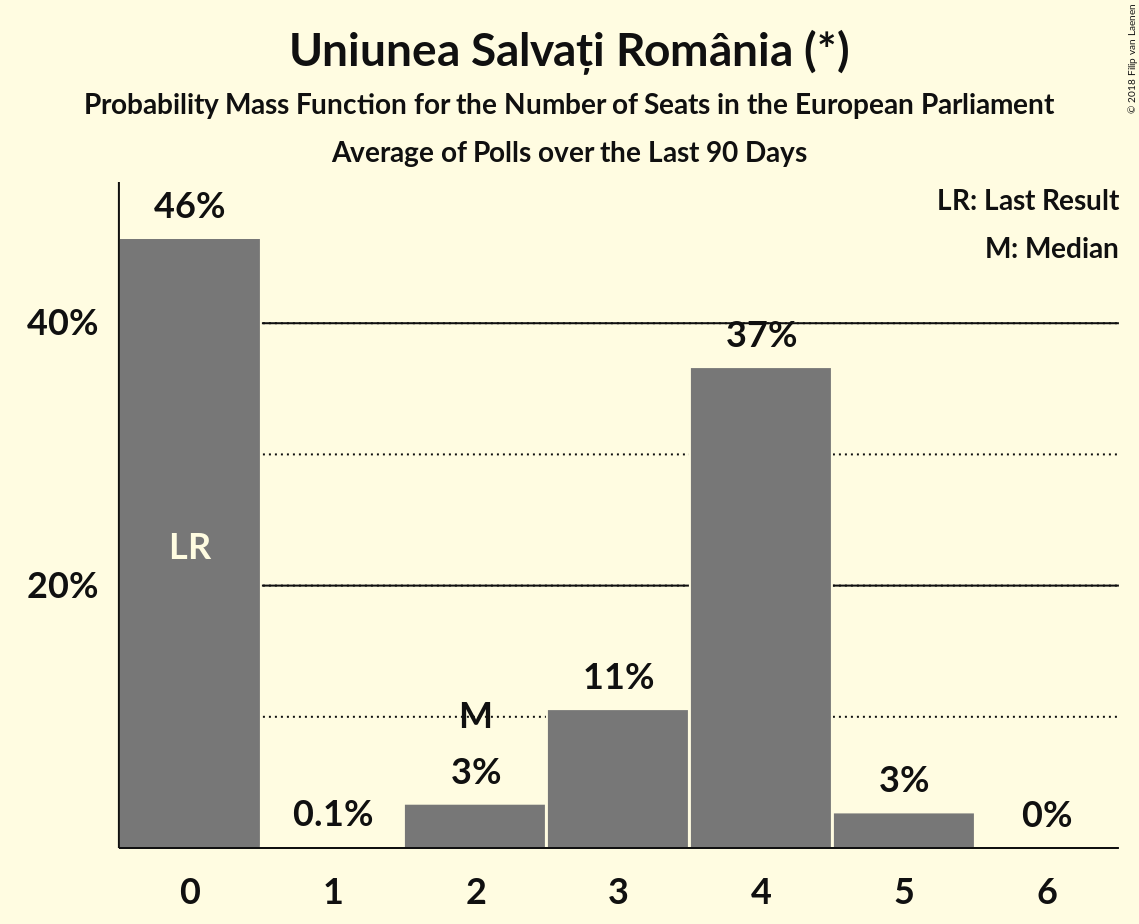 Uniunea Salvați România (*)
Probability Mass Function for the Number of Seats in the European Parliament
Average of Polls over the Last 90 Days
© 2018 Filip van Laenen
LR: Last Result
M: Median
46%
40%
37%
LR
20%
11%
M
3%
3%
0.1%
0%
0 1 2 3 4 5 6